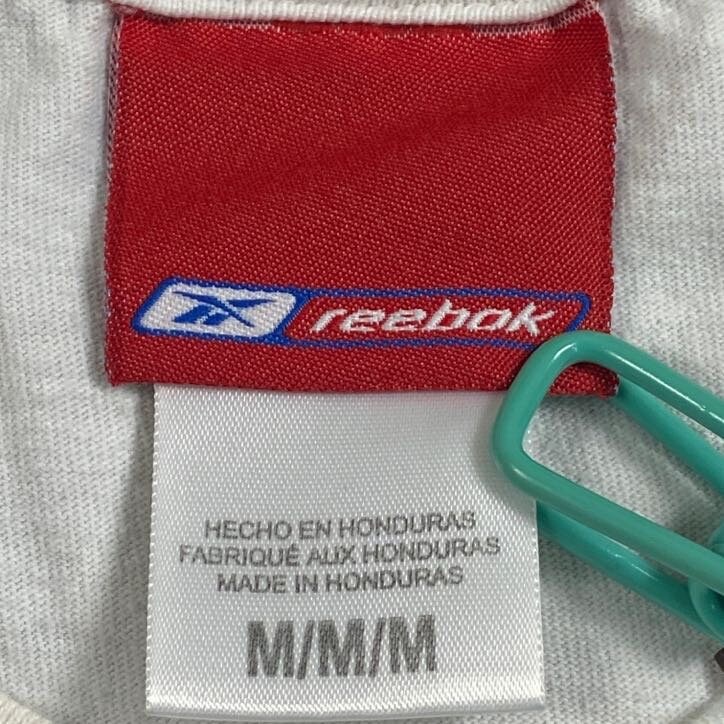 reebok
HECHO EN HONDURAS
FABRIQUÉ AUX HONDURAS
MADE IN HONDURAS
M/M/M